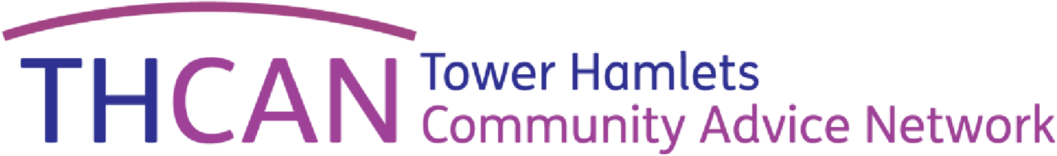 THCAN
Tower Hamlets
Community Advice Network